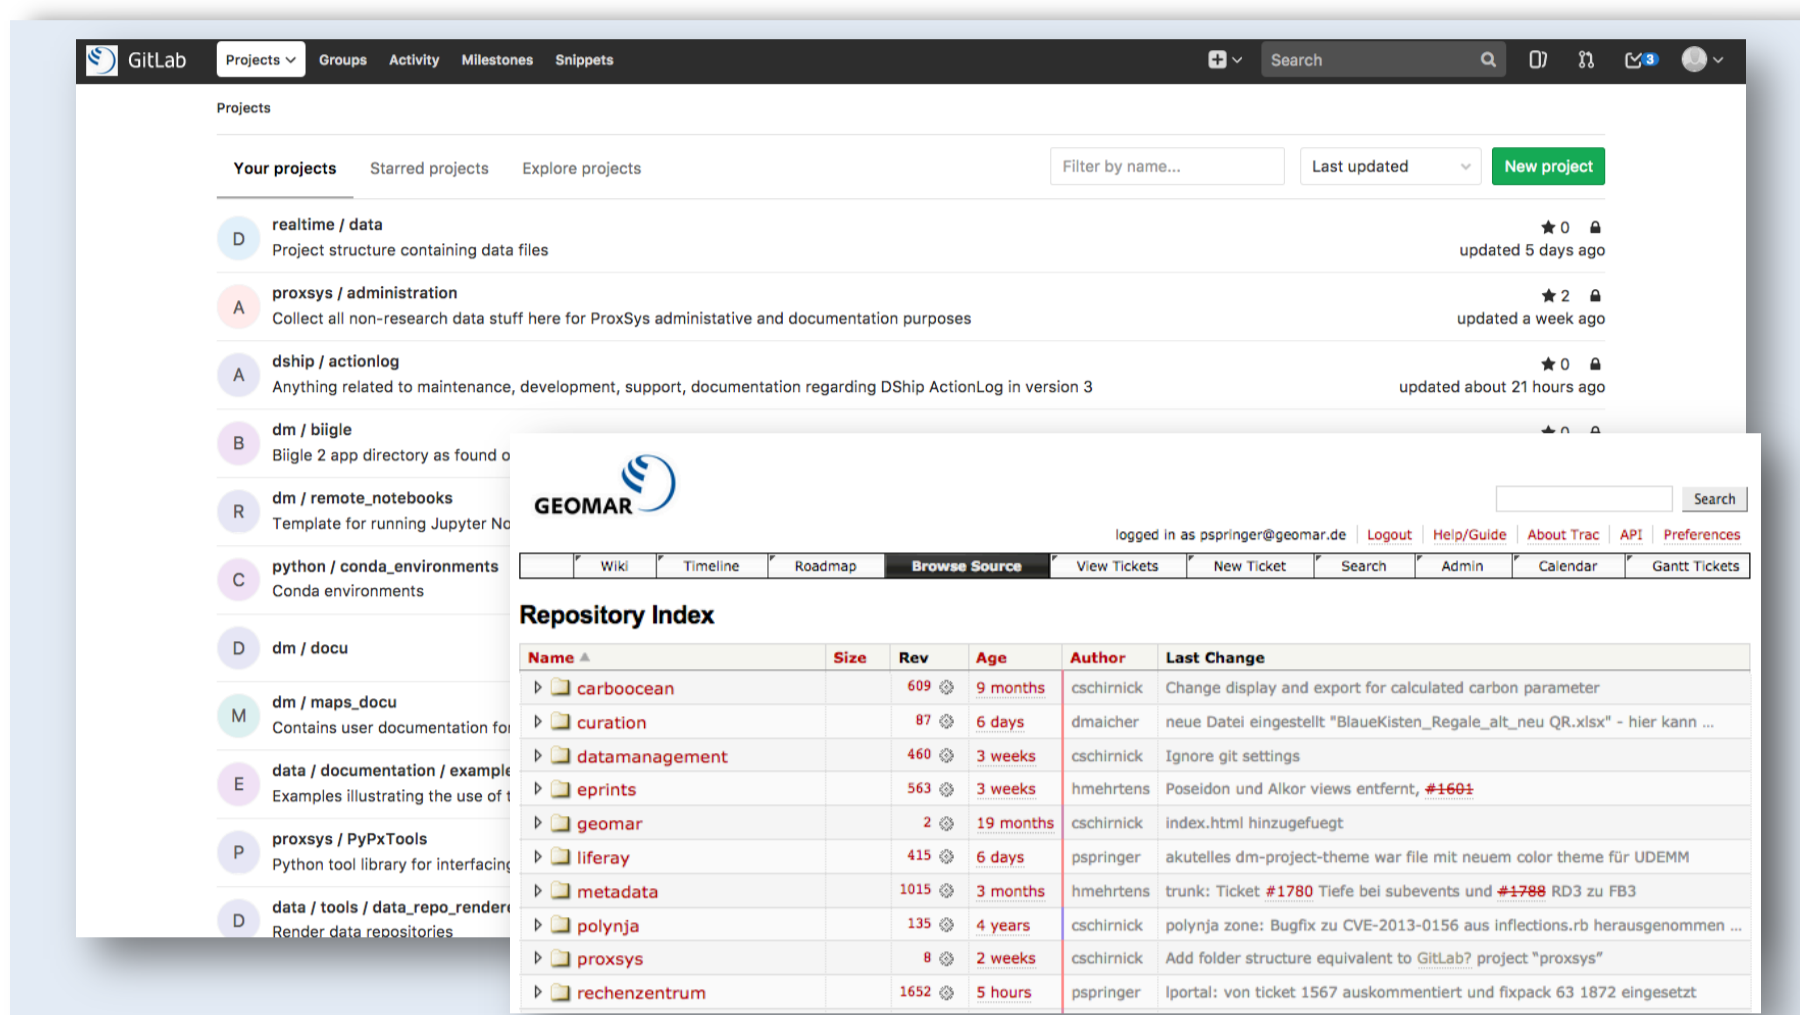 GitLab Projects Groups Activity Milestones Snippets Search 3
Projects
Your projects Starred projects Explore projects Filter by name... Last updated New project
D realtime / data 0
Project structure containing data files updated 5 days ago
A proxsys / administration 2
Collect all non-research data stuff here for ProxSys administative and documentation purposes updated a week ago
A dship / actionlog 0
Anything related to maintenance, development, support, documentation regarding DShip ActionLog in version 3 updated about 21 hours ago
B dm / biigle
Biigle 2 app directory as found
R dm / remote_notebooks
Template for running Jupyter
C python / conda_environments
Conda environments
D dm / docu
M dm / maps_docu
Contains user documentation
E data / documentation /
Examples illustrating the use of
P proxsys / PyPxTools
Python tool library for interfacing
D data / tools /
Render data repositories
GEOMAR
Search
logged in as pspringer@geomar.de Logout Help/Guide About Trac API Preferences
Wiki Timeline Roadmap Browse Source View Tickets New Ticket Search Admin Calendar Gantt Tickets
Repository Index
Name Size Rev Age Author Last Change
carboocean 609 9 months cschirnick Change display and export for calculated carbon parameter
curation 87 6 days dmaicher neue Datei eingestellt "BlaueKisten_Regale_alt_neu QR.xlsx" - hier kann ...
datamanagement 460 3 weeks cschirnick Ignore git settings
eprints 563 3 weeks hmehrtens Poseidon und Alkor views entfernt, #1601
geomar 2 19 months cschirnick index.html hinzugefuegt
liferay 415 6 days pspringer akutelles dm-project-theme war file mit neuem color theme für UDEMM
metadata 1015 3 months hmehrtens trunk: Ticket #1780 Tiefe bei subevents und #1788 RD3 zu FB3
polynja 135 4 years cschirnick polynja zone: Bugfix zu CVE-2013-0156 aus inflections.rb herausgenommen ...
proxsys 8 2 weeks cschirnick Add folder structure equivalent to GitLab? project "proxsys"
rechenzentrum 1652 5 hours pspringer lportal: von ticket 1567 auskommentiert und fixpack 63 1872 eingesetzt